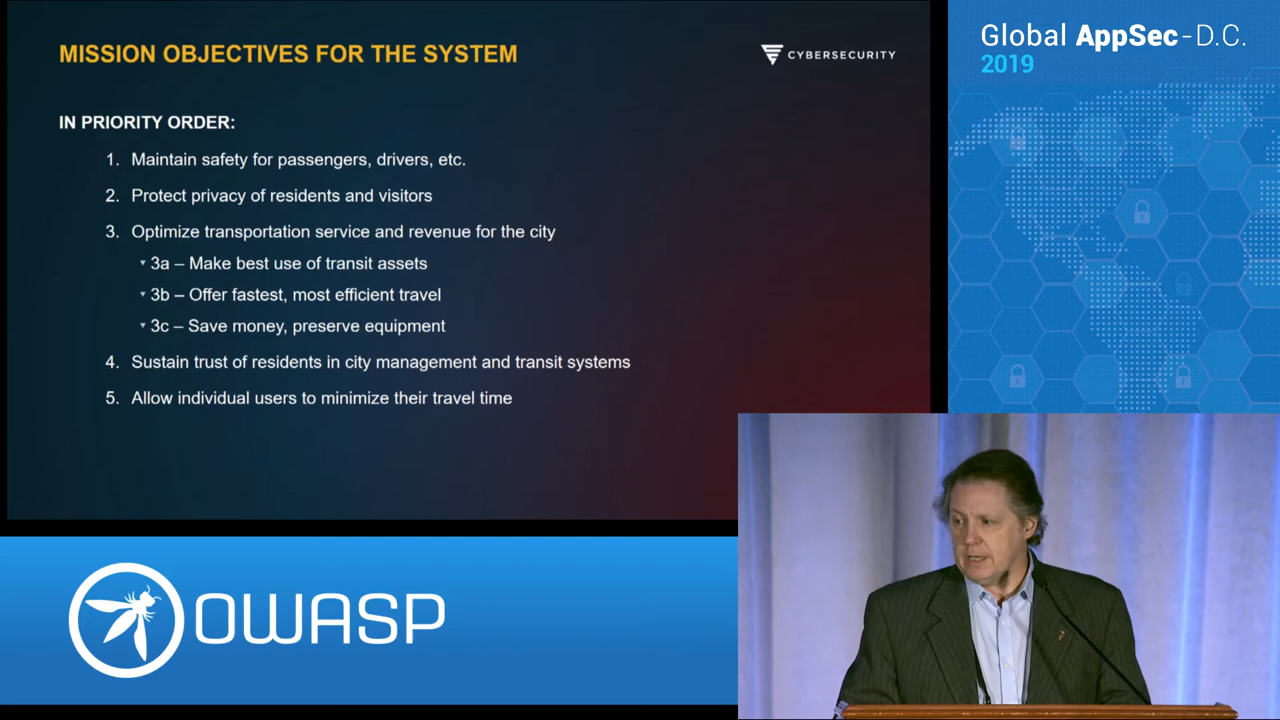 MISSION OBJECTIVES FOR THE SYSTEM
CYBERSECURITY
IN PRIORITY ORDER:
1. Maintain safety for passengers, drivers, etc.
2. Protect privacy of residents and visitors
3. Optimize transportation service and revenue for the city
3a – Make best use of transit assets
3b – Offer fastest, most efficient travel
3c – Save money, preserve equipment
4. Sustain trust of residents in city management and transit systems
5. Allow individual users to minimize their travel time
Global AppSec - D.C.
2019
OWASP